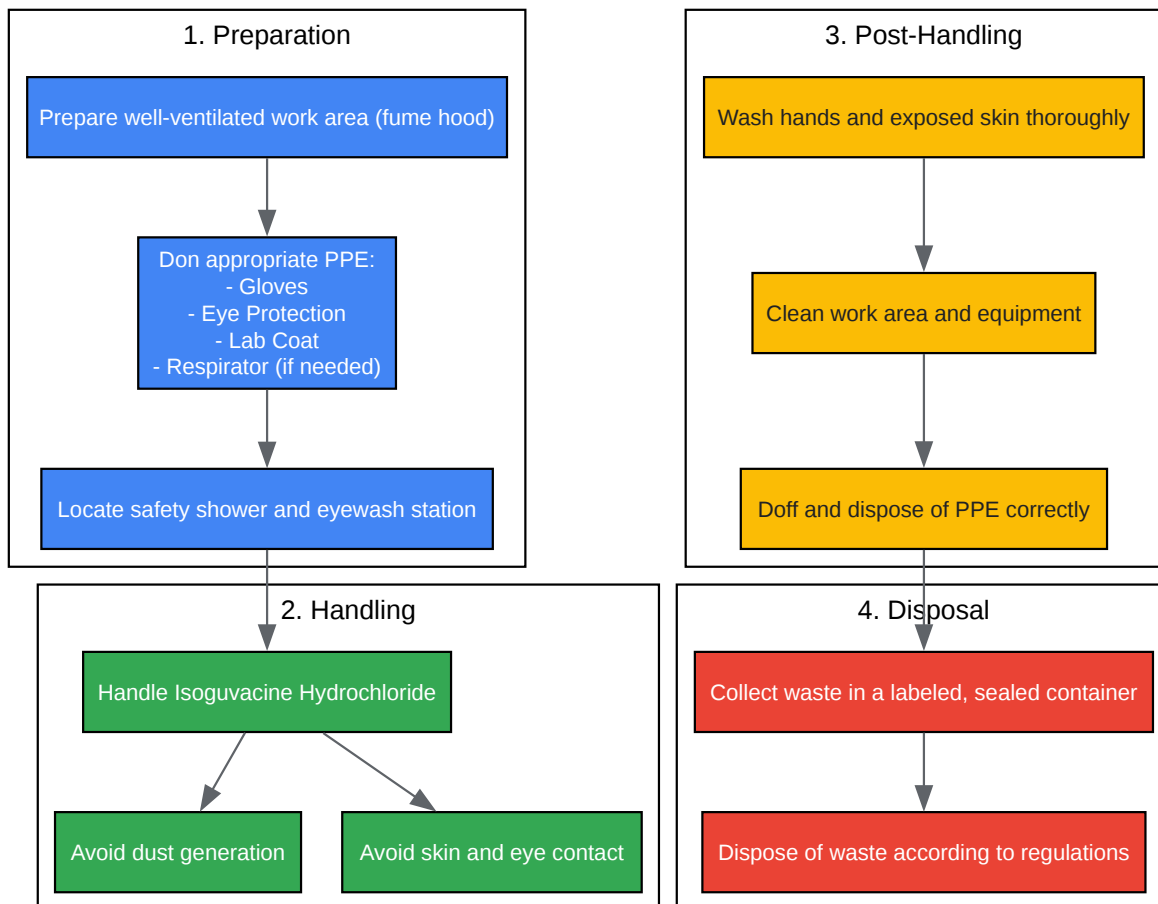 1. Preparation
Prepare well-ventilated work area (fume hood)
Don appropriate PPE:
- Gloves
- Eye Protection
- Lab Coat
- Respirator (if needed)
Locate safety shower and eyewash station
2. Handling
Handle Isoguvacine Hydrochloride
Avoid dust generation
Avoid skin and eye contact
3. Post-Handling
Wash hands and exposed skin thoroughly
Clean work area and equipment
Doff and dispose of PPE correctly
4. Disposal
Collect waste in a labeled, sealed container
Dispose of waste according to regulations